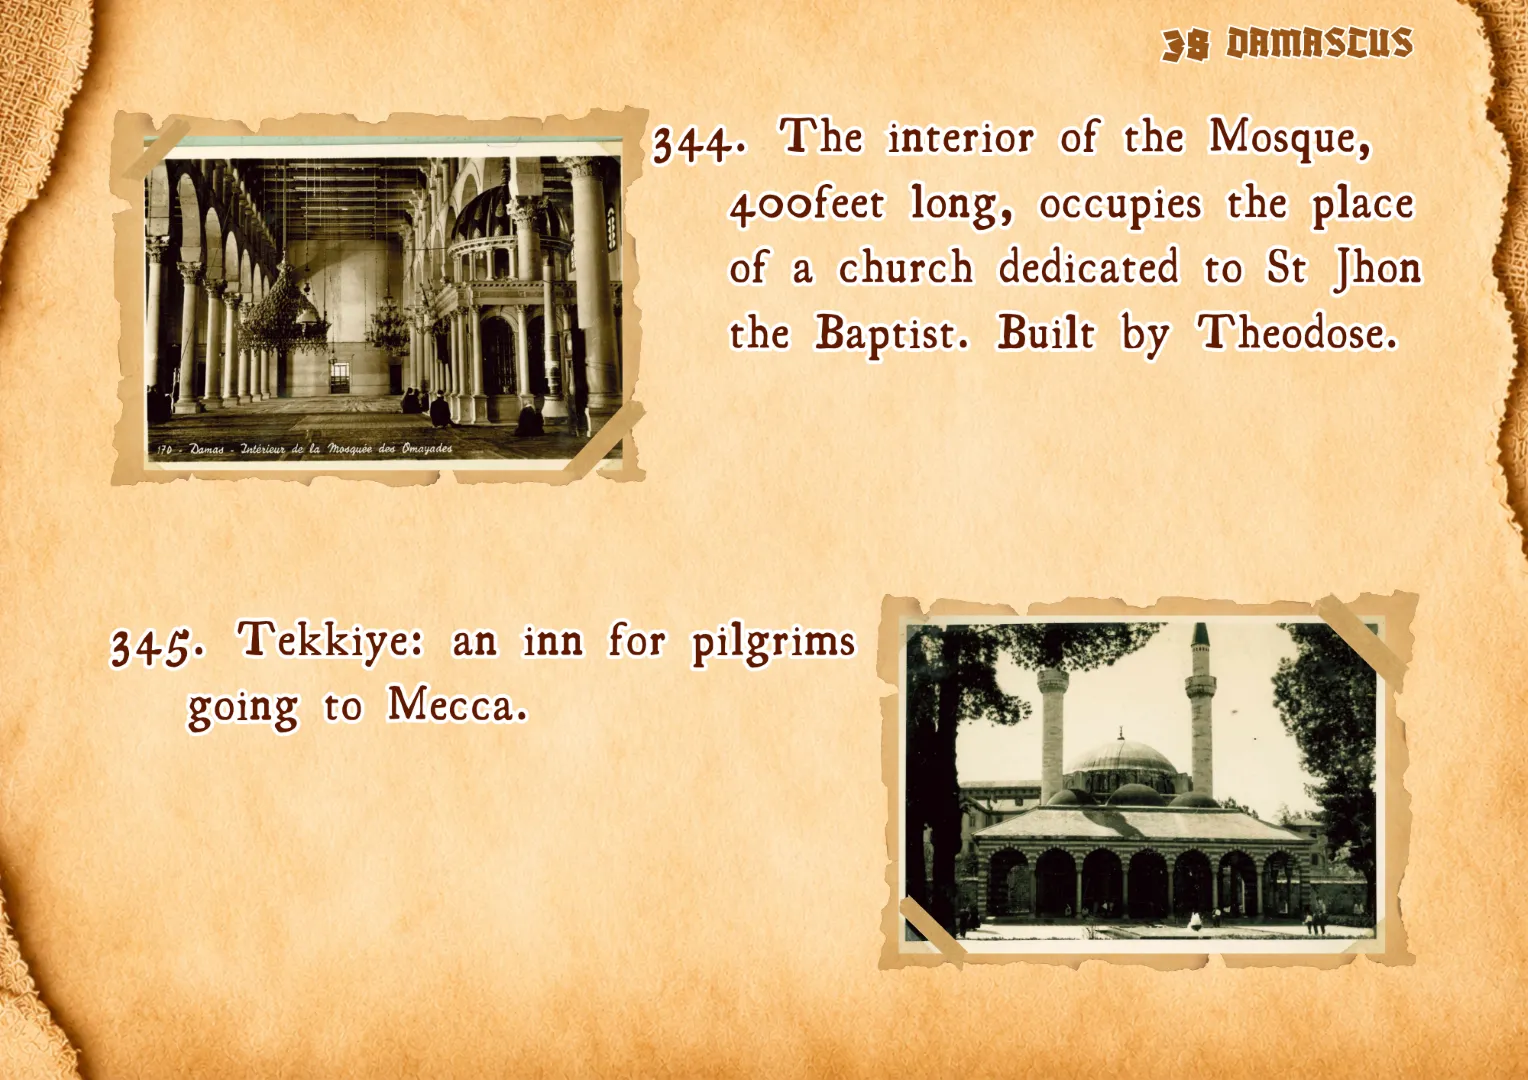 38 DAMASCUS
344. The interior of the Mosque,
400feet long, occupies the place
of a church dedicated to St Jhon
the Baptist. Built by Theodose.
170 - Damas - Intérieur de la Mosquée des Omayades
345. Tekkiye: an inn for pilgrims
going to Mecca.